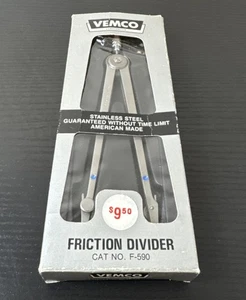 VEMCO
STAINLESS STEEL
GUARANTEED WITHOUT TIME LIMIT
AMERICAN MADE
$9.50
FRICTION DIVIDER
CAT NO. F-590
VEMCO